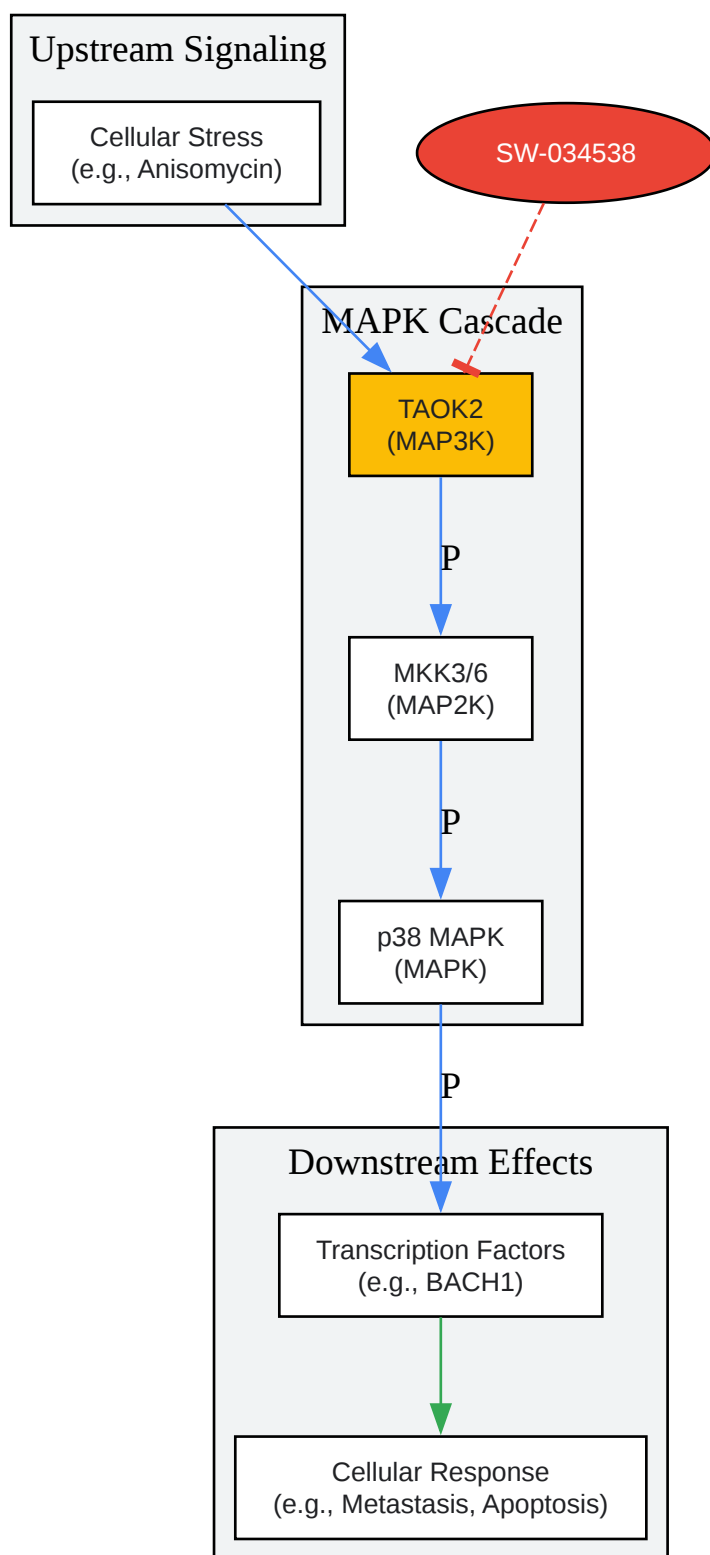 Upstream Signaling
Cellular Stress
(e.g., Anisomycin)
SW-034538
MAPK Cascade
TAOK2
(MAP3K)
P
MKK3/6
(MAP2K)
P
p38 MAPK
(MAPK)
P
Downstream Effects
Transcription Factors
(e.g., BACH1)
Cellular Response
(e.g., Metastasis, Apoptosis)